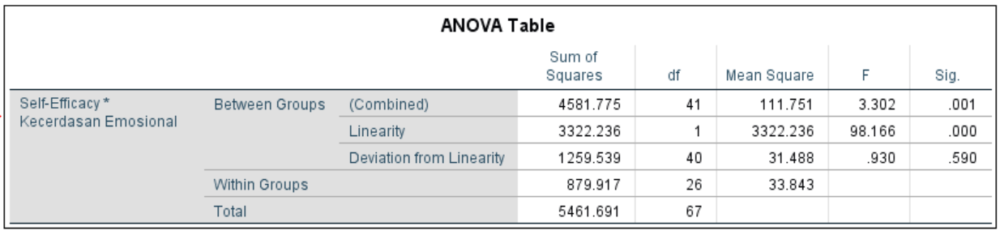 ANOVA Table
Sum of Squares df Mean Square F Sig.
Self-Efficacy * Kecerdasan Emosional Between Groups (Combined) 4581.775 41 111.751 3.302 .001
Linearity 3322.236 1 3322.236 98.166 .000
Deviation from Linearity 1259.539 40 31.488 .930 .590
Within Groups 879.917 26 33.843
Total 5461.691 67